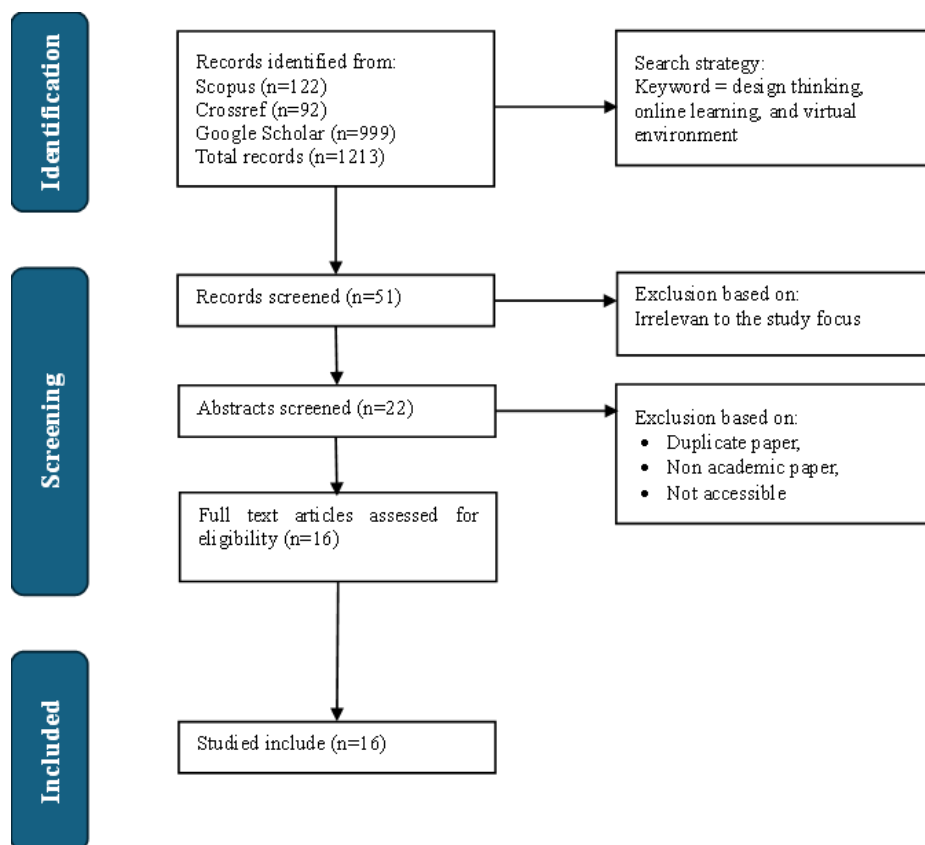 Identification
Records identified from:
Scopus (n=122)
Crossref (n=92)
Google Scholar (n=999)
Total records (n=1213)
Search strategy:
Keyword = design thinking,
online learning, and virtual
environment
Screening
Records screened (n=51)
Exclusion based on:
Irrelevan to the study focus
Abstracts screened (n=22)
Exclusion based on:
• Duplicate paper,
• Non academic paper,
• Not accessible
Full text articles assessed for
eligibility (n=16)
Included
Studied include (n=16)